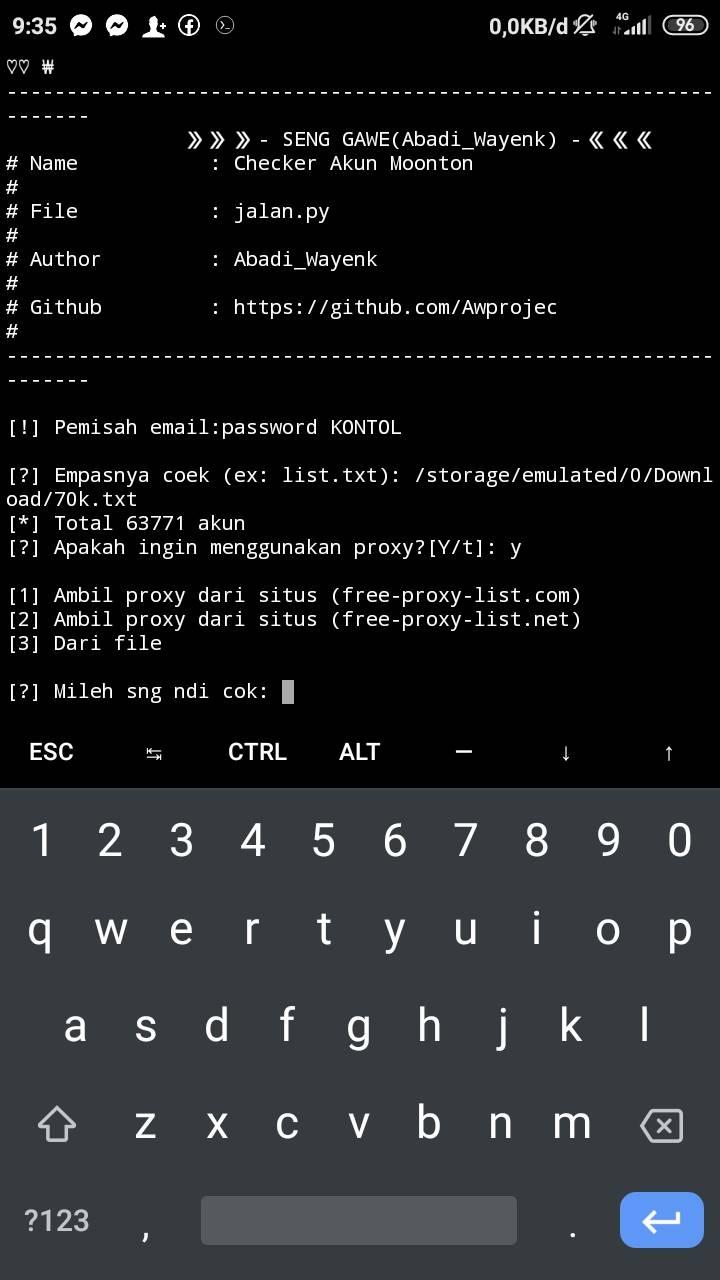 9:35 0,0KB/d 4G 96
♡♡ ₩
-----------------------------------------------------------
-------
》》》- SENG GAWE(Abadi_Wayenk) -《《《
# Name : Checker Akun Moonton
#
# File : jalan.py
#
# Author : Abadi_Wayenk
#
# Github : https://github.com/Awprojec
#
-----------------------------------------------------------
-------
[!] Pemisah email:password KONTOL
[?] Empasnya coek (ex: list.txt): /storage/emulated/0/Downl
oad/70k.txt
[*] Total 63771 akun
[?] Apakah ingin menggunakan proxy?[Y/t]: y
[1] Ambil proxy dari situs (free-proxy-list.com)
[2] Ambil proxy dari situs (free-proxy-list.net)
[3] Dari file
[?] Mileh sng ndi cok:
ESC ↹ CTRL ALT — ↓ ↑
1 2 3 4 5 6 7 8 9 0
q w e r t y u i o p
a s d f g h j k l
z x c v b n m
?123 , .